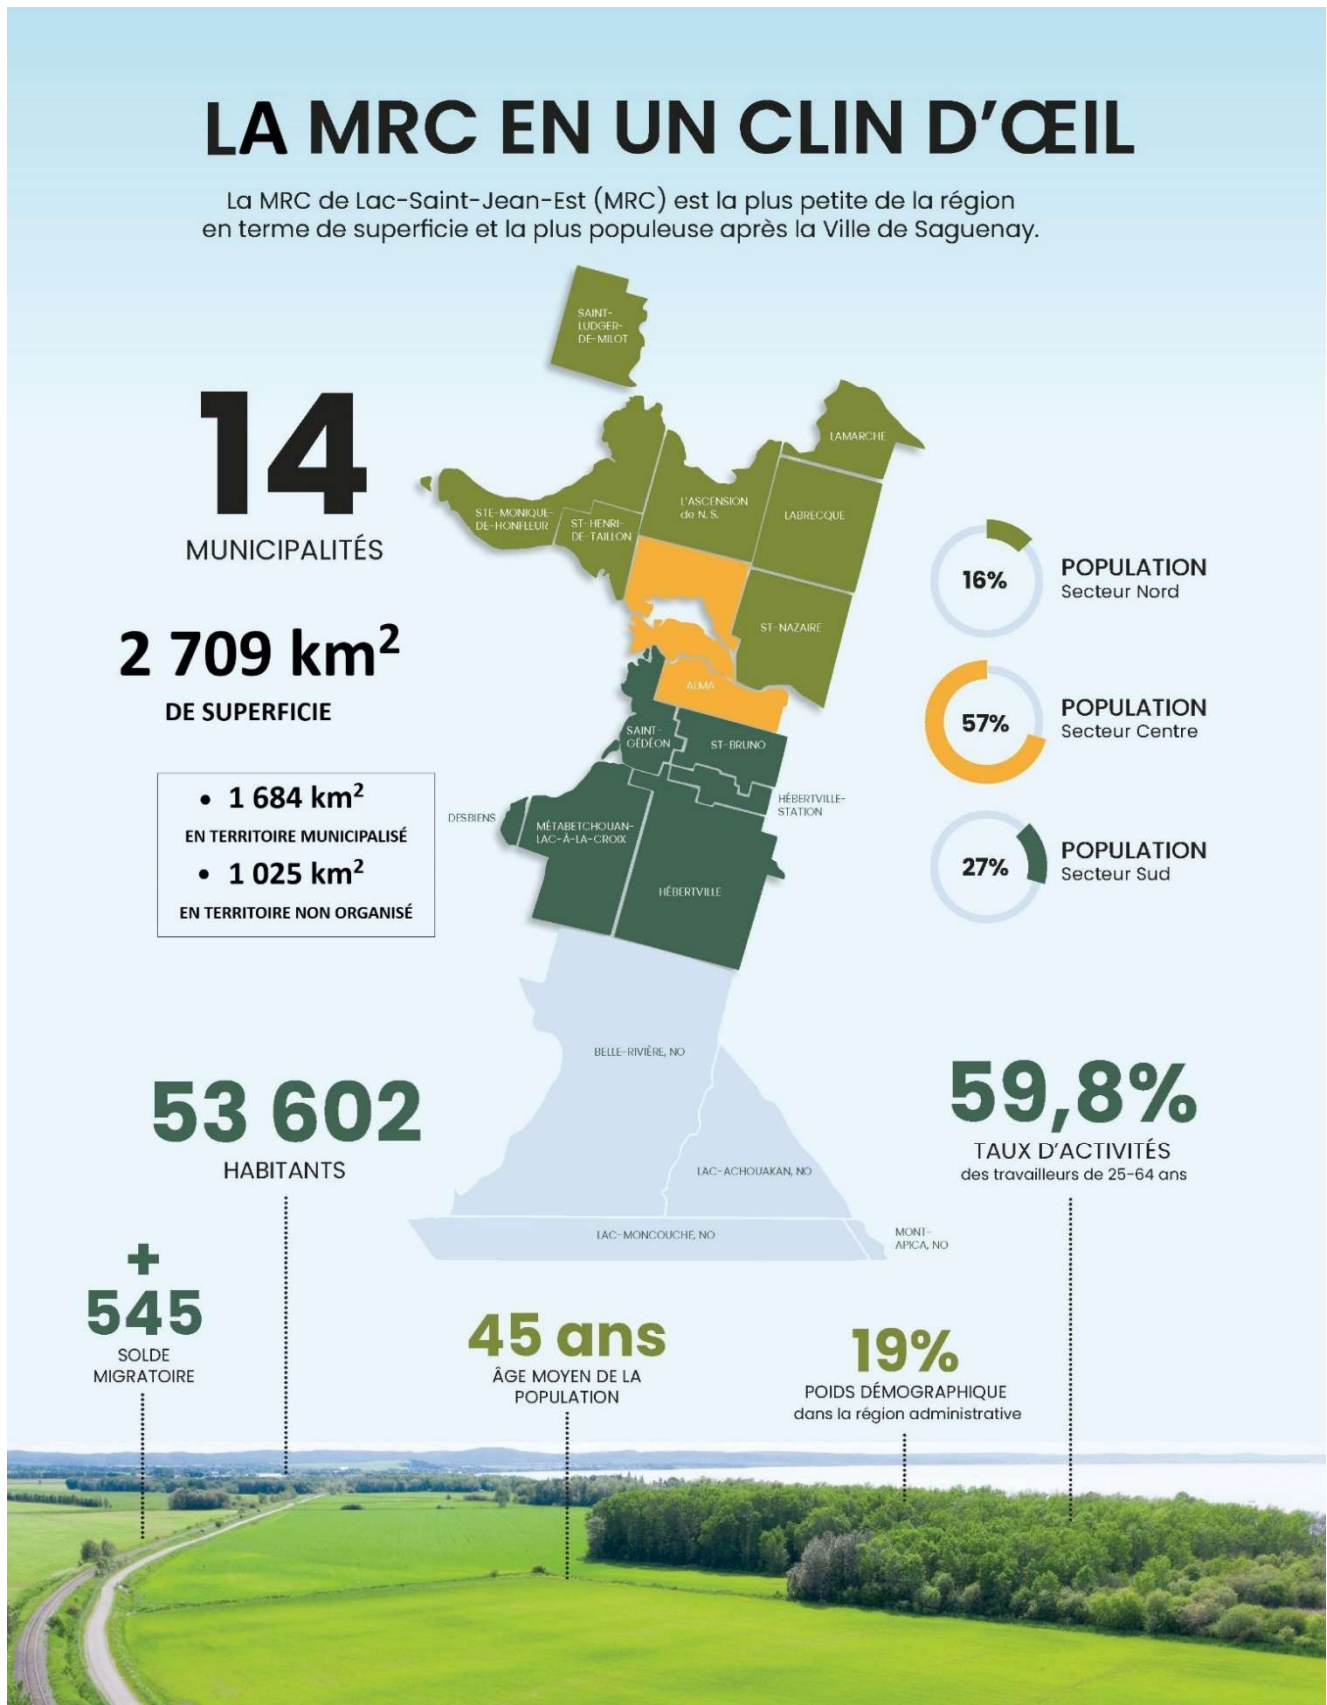 LA MRC EN UN CLIN D'ŒIL
La MRC de Lac-Saint-Jean-Est (MRC) est la plus petite de la région
en terme de superficie et la plus populeuse après la Ville de Saguenay.
SAINT-
LUDGER-
DE-MILOT
LAMARCHE
14
MUNICIPALITÉS
STE-MONIQUE-
DE-HONFLEUR
ST-HENRI-
DE-TAILLON
L'ASCENSION
de N. S.
LABRECQUE
ST-NAZAIRE
ALMA
16%
POPULATION
Secteur Nord
2 709 km²
DE SUPERFICIE
57%
POPULATION
Secteur Centre
SAINT-
GÉDÉON
ST-BRUNO
• 1 684 km²
EN TERRITOIRE MUNICIPALISÉ
• 1 025 km²
EN TERRITOIRE NON ORGANISÉ
DESBIENS
MÉTABETCHOUAN-
LAC-À-LA-CROIX
HÉBERTVILLE-
STATION
HÉBERTVILLE
27%
POPULATION
Secteur Sud
BELLE-RIVIÈRE, NO
53 602
HABITANTS
59,8%
TAUX D'ACTIVITÉS
des travailleurs de 25-64 ans
LAC-ACHOUAKAN, NO
LAC-MONCOUCHE, NO
MONT-
APICA, NO
+
545
SOLDE
MIGRATOIRE
45 ans
ÂGE MOYEN DE LA
POPULATION
19%
POIDS DÉMOGRAPHIQUE
dans la région administrative